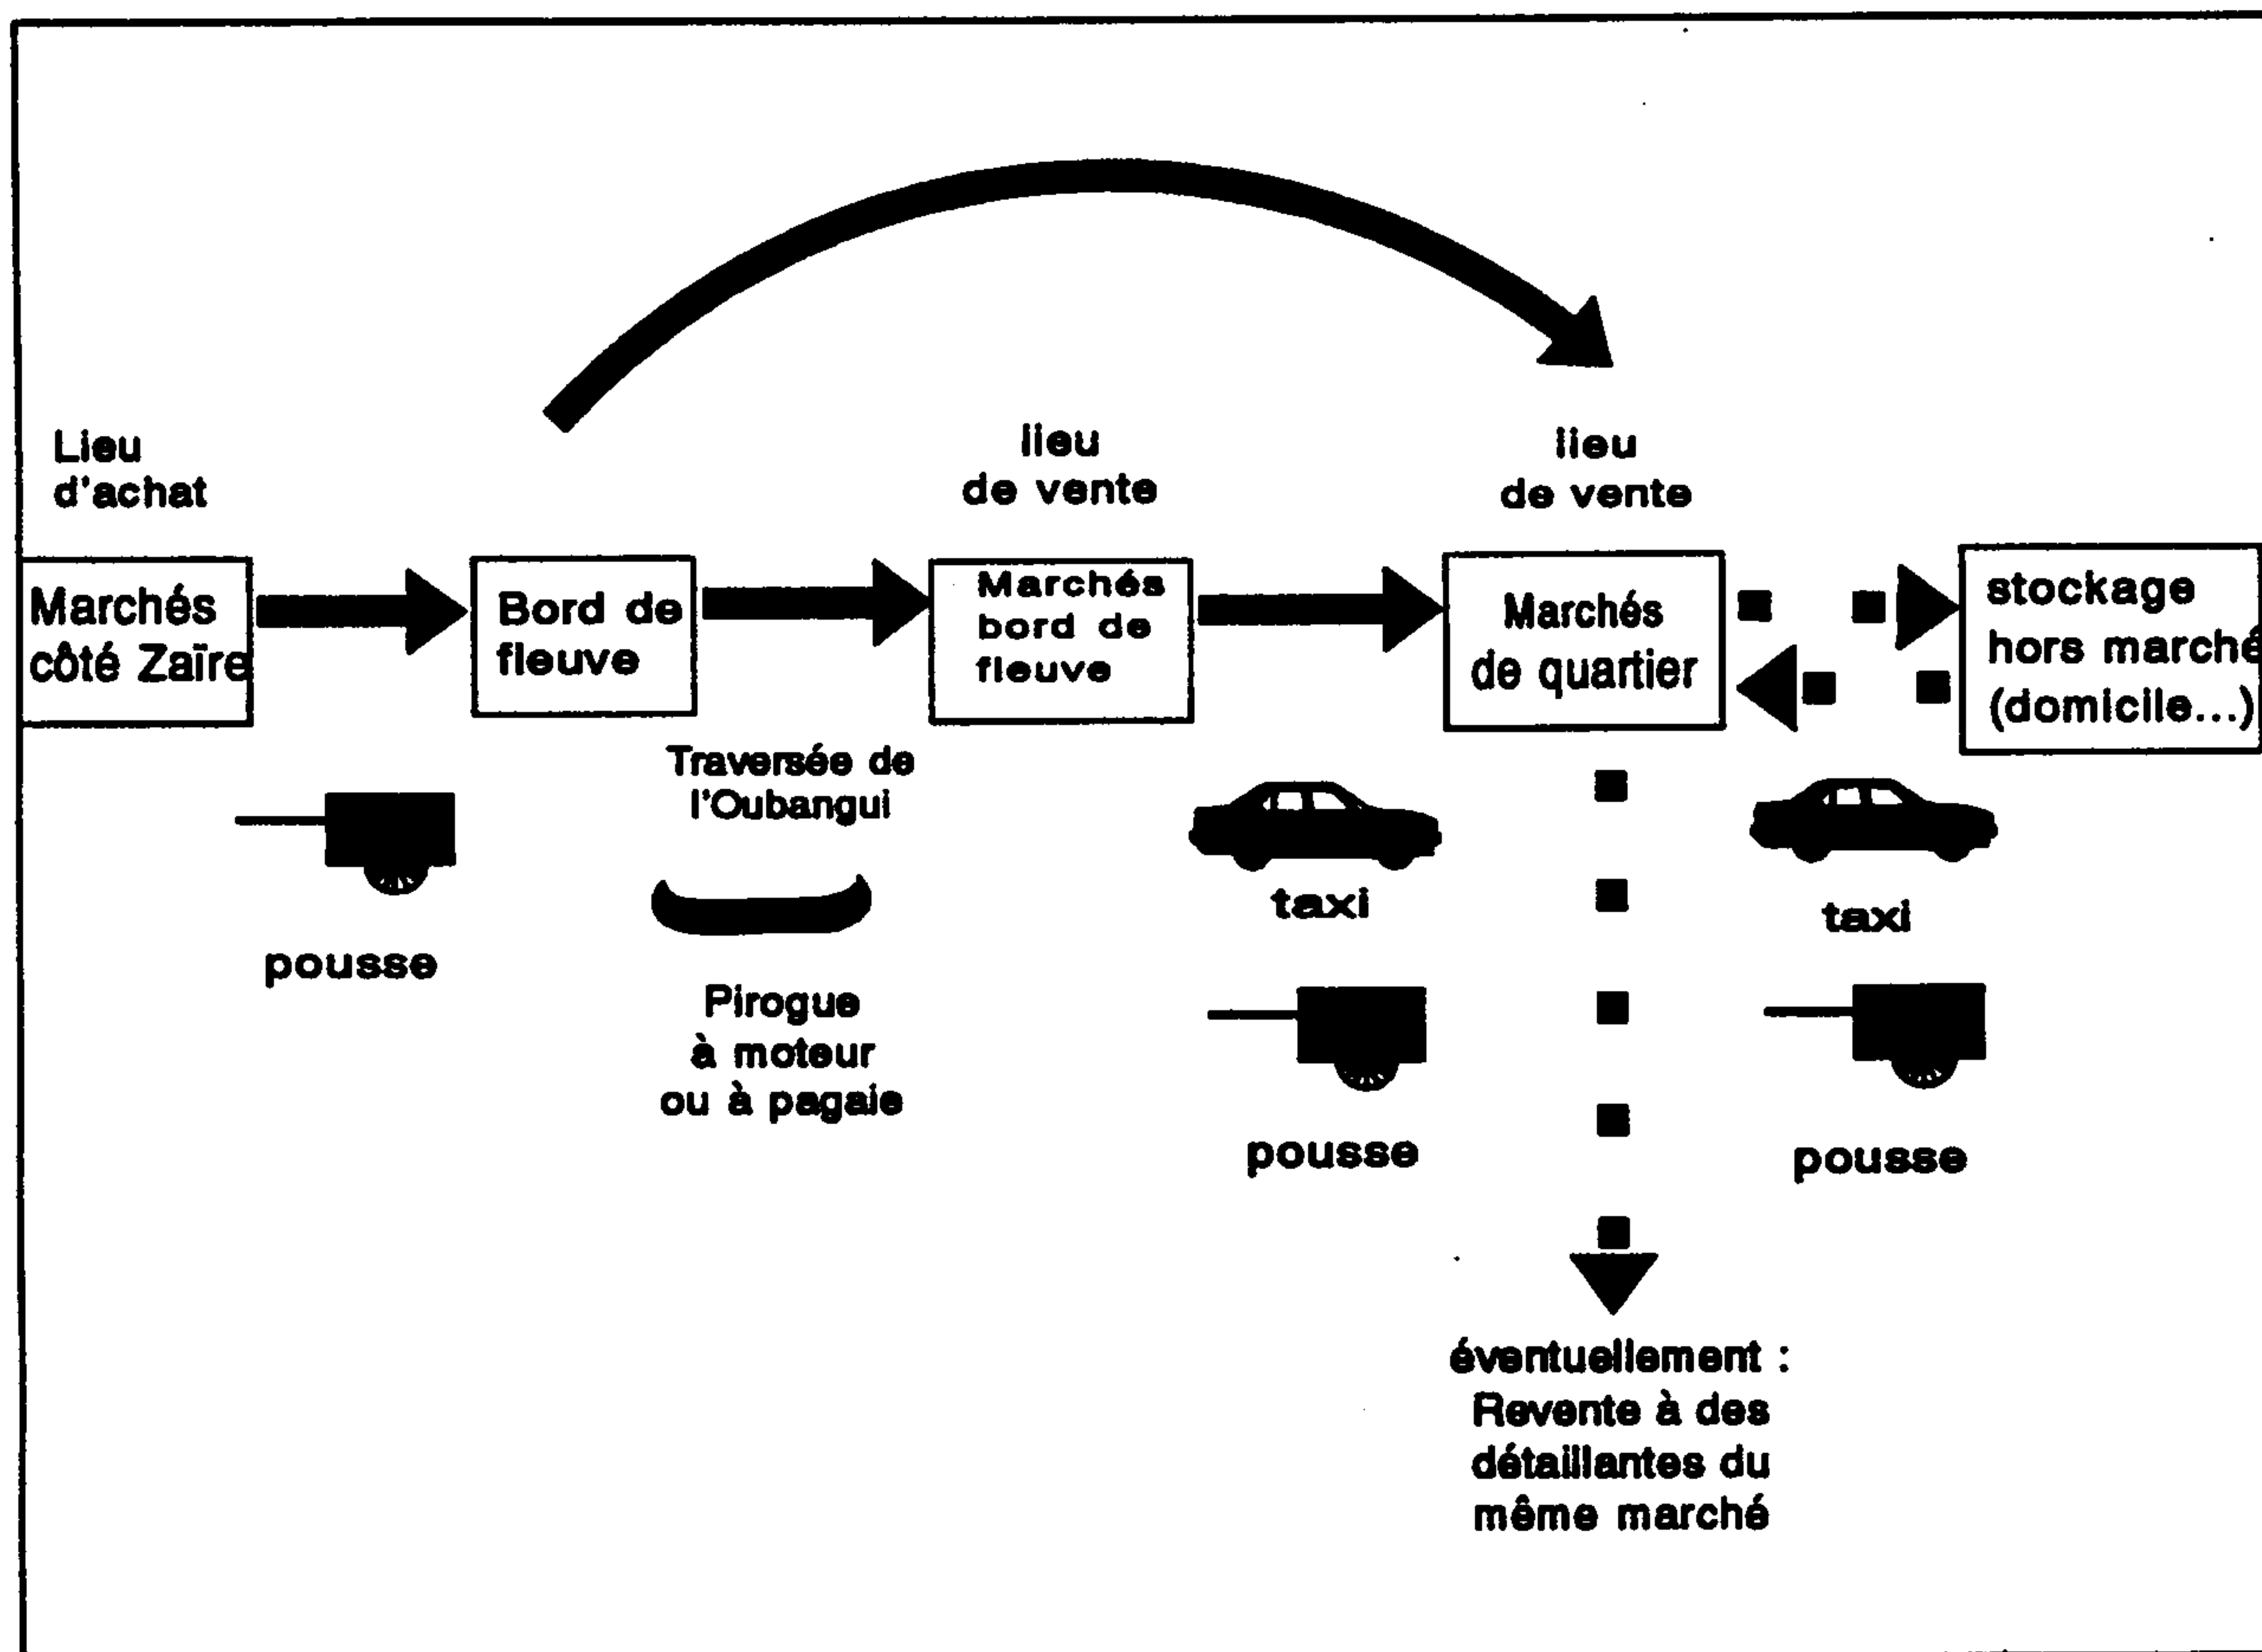 Lieu
d'achat
lieu
de vente
lieu
de vente
Marchés
côté Zaïre
Bord de
fleuve
Marchés
bord de
fleuve
Marchés
de quartier
stockage
hors marché
(domicile...)
Traversée de
l'Oubangui
pousse
Pirogue
à moteur
ou à pagaie
taxi
pousse
taxi
pousse
éventuellement :
Revente à des
détaillantes du
même marché